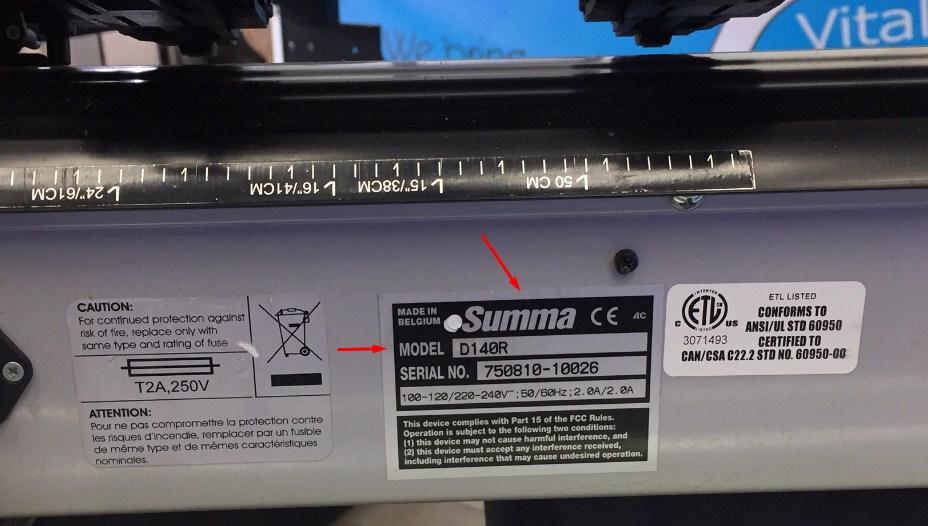 We bring
Vital
24"/61CM
16"/41CM
15"/38CM
50 CM
CAUTION:
For continued protection against
risk of fire, replace only with
same type and rating of fuse
T2A,250V
ATTENTION:
Pour ne pas compromettre la protection contre
les risques d'incendie, remplacer par un fusible
de même type et de mêmes caractéristiques
nominales.
MADE IN
BELGIUM
Summa CE AC
MODEL D140R
SERIAL NO. 750810-10026
100-120/220-240V~;50/60Hz;2.0A/2.0A
This device complies with Part 15 of the FCC Rules.
Operation is subject to the following two conditions:
(1) this device may not cause harmful interference, and
(2) this device must accept any interference received,
including interference that may cause undesired operation.
INTERTEK
C ETL US
3071493
ETL LISTED
CONFORMS TO
ANSI/UL STD 60950
CERTIFIED TO
CAN/CSA C22.2 STD NO. 60950-00